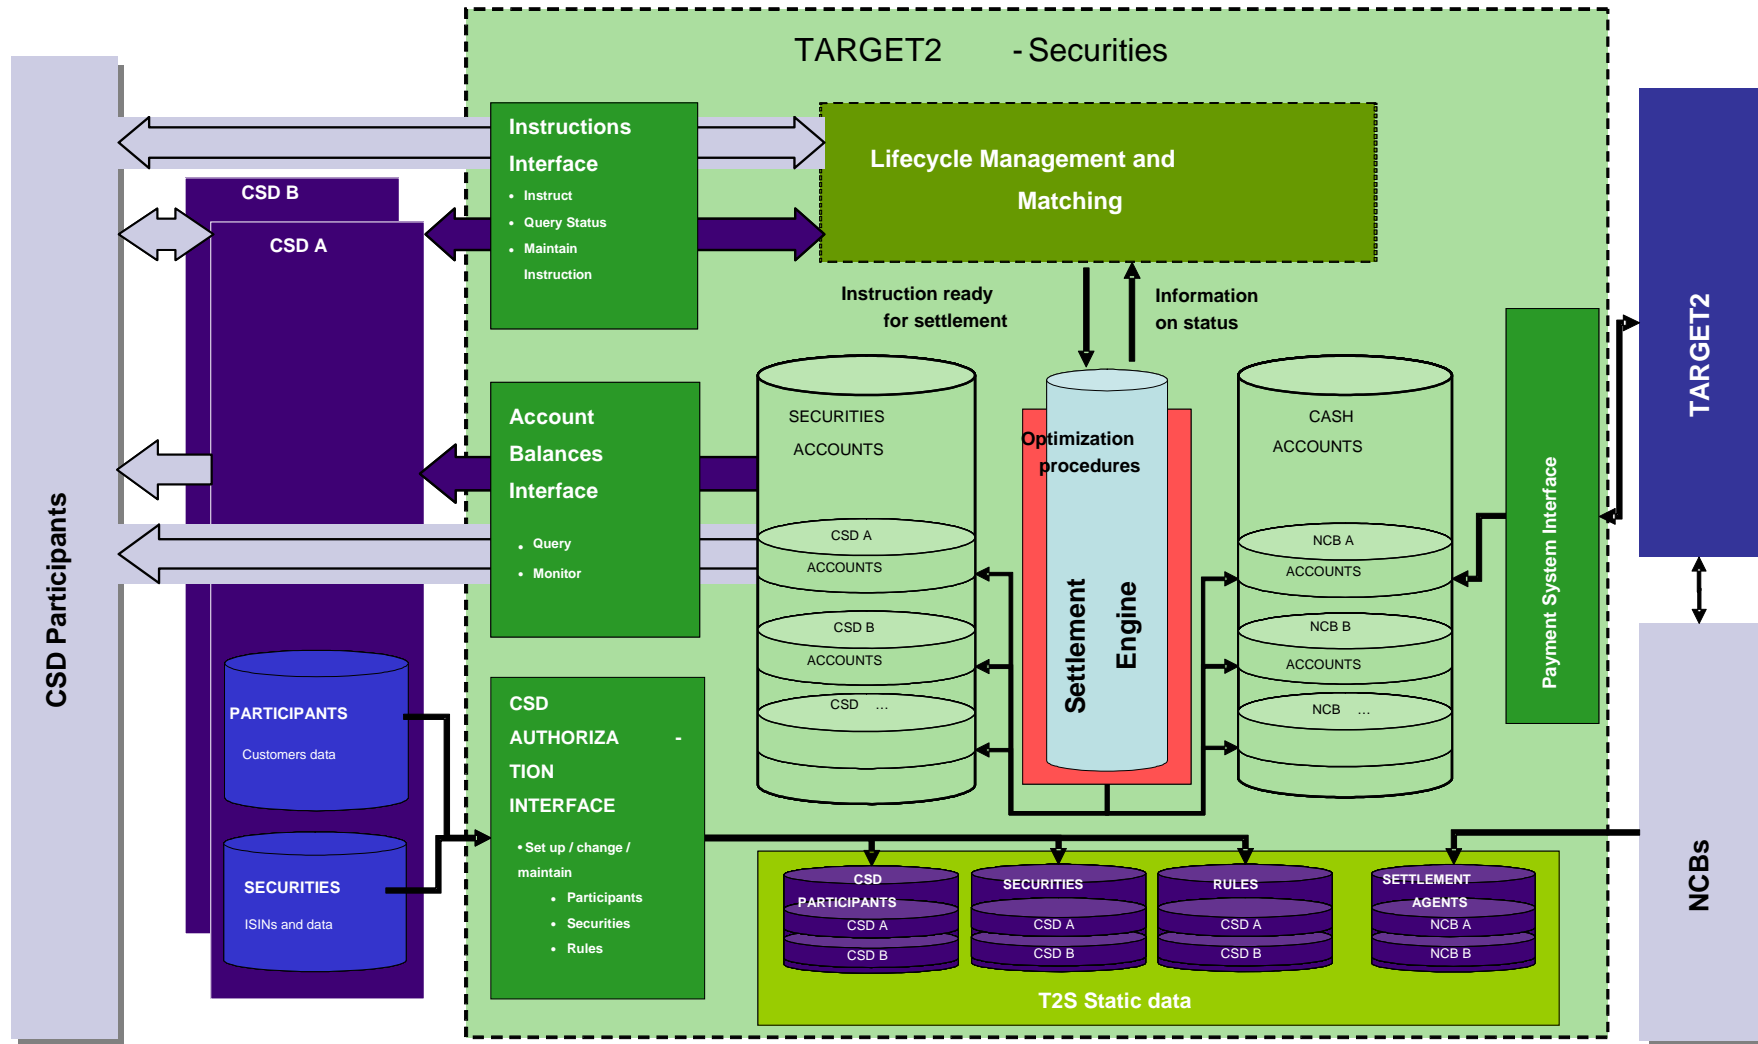 TARGET2 - Securities
CSD Participants
CSD B
CSD A
Instructions
Interface
• Instruct
• Query Status
• Maintain
Instruction
Lifecycle Management and
Matching
Instruction ready
for settlement
Information
on status
Account
Balances
Interface
• Query
• Monitor
SECURITIES
ACCOUNTS
CSD A
ACCOUNTS
CSD B
ACCOUNTS
CSD ...
Optimization
procedures
Settlement
Engine
CASH
ACCOUNTS
NCB A
ACCOUNTS
NCB B
ACCOUNTS
NCB ...
Payment System Interface
TARGET2
NCBs
PARTICIPANTS
Customers data
SECURITIES
ISINs and data
CSD
AUTHORIZA -
TION
INTERFACE
• Set up / change /
maintain
• Participants
• Securities
• Rules
CSD
PARTICIPANTS
CSD A
CSD B
SECURITIES
CSD A
CSD B
RULES
CSD A
CSD B
SETTLEMENT
AGENTS
NCB A
NCB B
T2S Static data